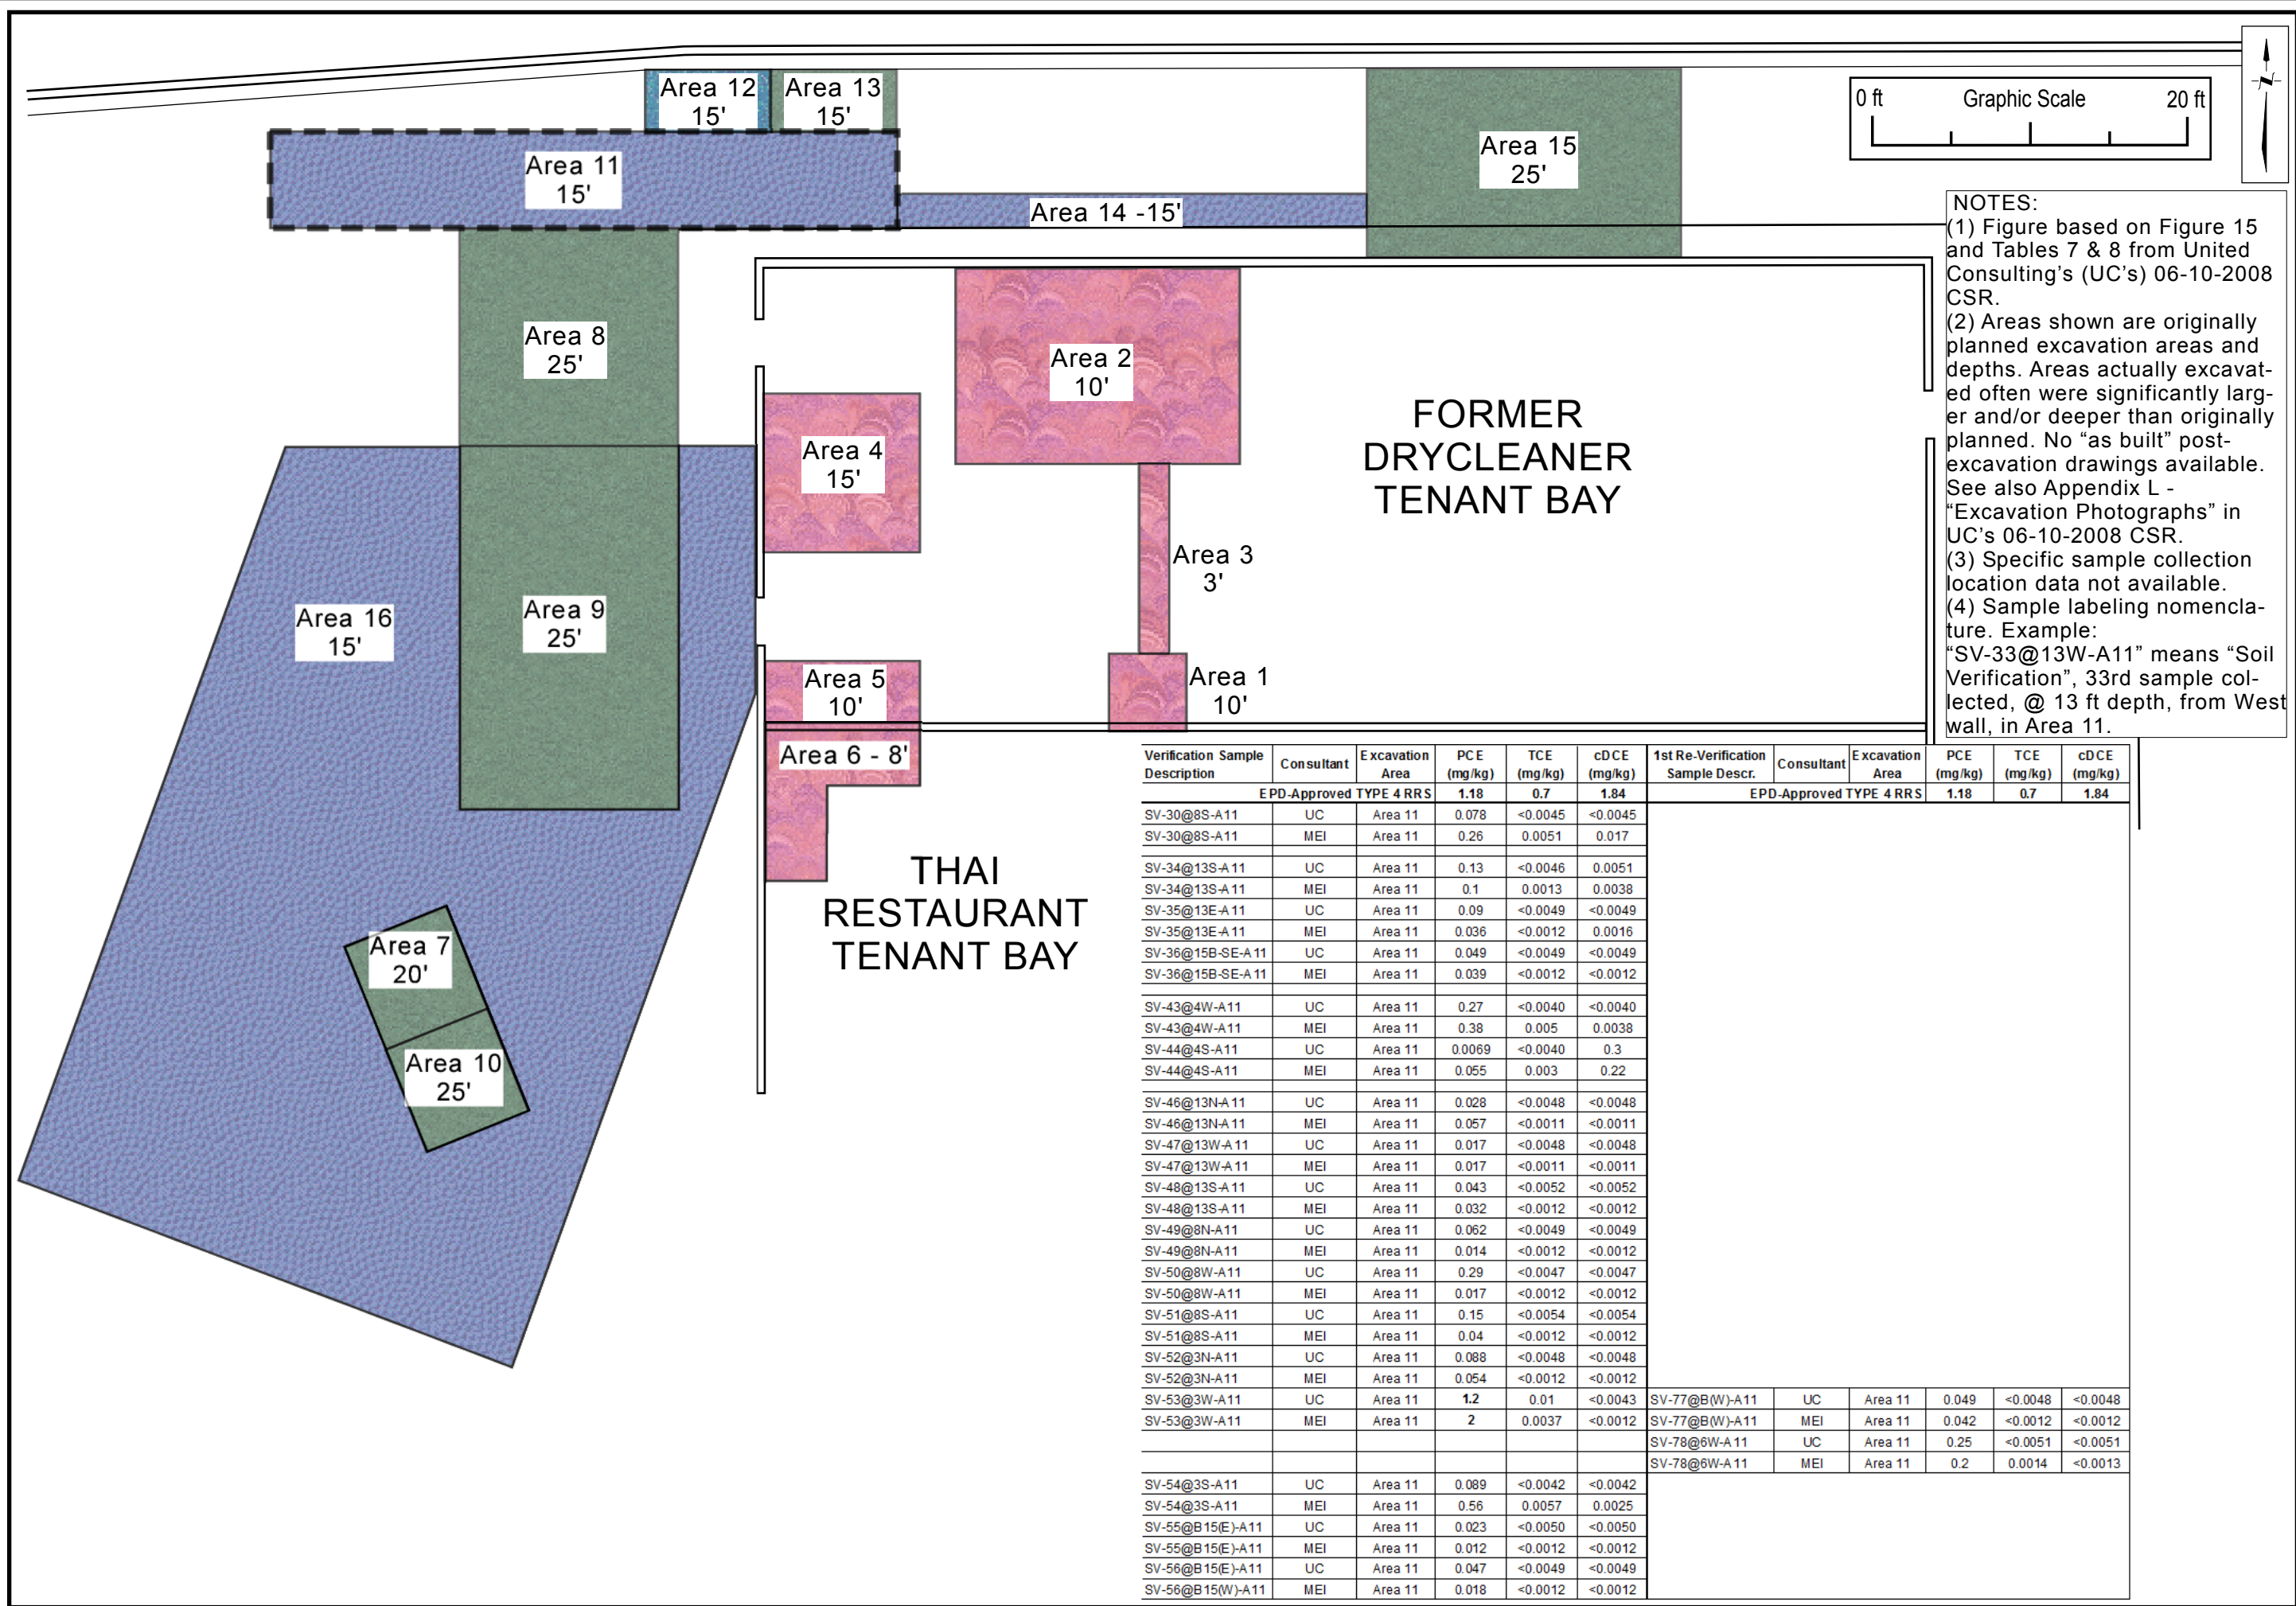 Area 12
15'
Area 13
15'
Area 11
15'
Area 14 -15'
Area 15
25'
0 ft Graphic Scale 20 ft
N
Area 8
25'
Area 2
10'
Area 4
15'
FORMER
DRYCLEANER
TENANT BAY
Area 3
3'
Area 16
15'
Area 9
25'
Area 5
10'
Area 1
10'
Area 6 - 8'
THAI
RESTAURANT
TENANT BAY
Area 7
20'
Area 10
25'
NOTES:
(1) Figure based on Figure 15
and Tables 7 & 8 from United
Consulting's (UC's) 06-10-2008
CSR.
(2) Areas shown are originally
planned excavation areas and
depths. Areas actually excavat-
ed often were significantly larg-
er and/or deeper than originally
planned. No "as built" post-
excavation drawings available.
See also Appendix L -
"Excavation Photographs" in
UC's 06-10-2008 CSR.
(3) Specific sample collection
location data not available.
(4) Sample labeling nomencla-
ture. Example:
"SV-33@13W-A11" means "Soil
Verification", 33rd sample col-
lected, @ 13 ft depth, from West
wall, in Area 11.
Verification Sample Description Consultant Excavation Area PCE (mg/kg) TCE (mg/kg) cDCE (mg/kg) 1st Re-Verification Sample Descr. Consultant Excavation Area PCE (mg/kg) TCE (mg/kg) cDCE (mg/kg)
EPD-Approved TYPE 4 RRS 1.18 0.7 1.84 EPD-Approved TYPE 4 RRS 1.18 0.7 1.84
SV-30@8S-A11 UC Area 11 0.078 <0.0045 <0.0045
SV-30@8S-A11 MEI Area 11 0.26 0.0051 0.017
SV-34@13S-A11 UC Area 11 0.13 <0.0046 0.0051
SV-34@13S-A11 MEI Area 11 0.1 0.0013 0.0038
SV-35@13E-A11 UC Area 11 0.09 <0.0049 <0.0049
SV-35@13E-A11 MEI Area 11 0.036 <0.0012 0.0016
SV-36@15B-SE-A11 UC Area 11 0.049 <0.0049 <0.0049
SV-36@15B-SE-A11 MEI Area 11 0.039 <0.0012 <0.0012
SV-43@4W-A11 UC Area 11 0.27 <0.0040 <0.0040
SV-43@4W-A11 MEI Area 11 0.38 0.005 0.0038
SV-44@4S-A11 UC Area 11 0.0069 <0.0040 0.3
SV-44@4S-A11 MEI Area 11 0.055 0.003 0.22
SV-46@13N-A11 UC Area 11 0.028 <0.0048 <0.0048
SV-46@13N-A11 MEI Area 11 0.057 <0.0011 <0.0011
SV-47@13W-A11 UC Area 11 0.017 <0.0048 <0.0048
SV-47@13W-A11 MEI Area 11 0.017 <0.0011 <0.0011
SV-48@13S-A11 UC Area 11 0.043 <0.0052 <0.0052
SV-48@13S-A11 MEI Area 11 0.032 <0.0012 <0.0012
SV-49@8N-A11 UC Area 11 0.062 <0.0049 <0.0049
SV-49@8N-A11 MEI Area 11 0.014 <0.0012 <0.0012
SV-50@8W-A11 UC Area 11 0.29 <0.0047 <0.0047
SV-50@8W-A11 MEI Area 11 0.017 <0.0012 <0.0012
SV-51@8S-A11 UC Area 11 0.15 <0.0054 <0.0054
SV-51@8S-A11 MEI Area 11 0.04 <0.0012 <0.0012
SV-52@3N-A11 UC Area 11 0.088 <0.0048 <0.0048
SV-52@3N-A11 MEI Area 11 0.054 <0.0012 <0.0012
SV-53@3W-A11 UC Area 11 1.2 0.01 <0.0043 SV-77@B(W)-A11 UC Area 11 0.049 <0.0048 <0.0048
SV-53@3W-A11 MEI Area 11 2 0.0037 <0.0012 SV-77@B(W)-A11 MEI Area 11 0.042 <0.0012 <0.0012
SV-78@6W-A11 UC Area 11 0.25 <0.0051 <0.0051
SV-78@6W-A11 MEI Area 11 0.2 0.0014 <0.0013
SV-54@3S-A11 UC Area 11 0.089 <0.0042 <0.0042
SV-54@3S-A11 MEI Area 11 0.56 0.0057 0.0025
SV-55@B15(E)-A11 UC Area 11 0.023 <0.0050 <0.0050
SV-55@B15(E)-A11 MEI Area 11 0.012 <0.0012 <0.0012
SV-56@B15(E)-A11 UC Area 11 0.047 <0.0049 <0.0049
SV-56@B15(W)-A11 MEI Area 11 0.018 <0.0012 <0.0012